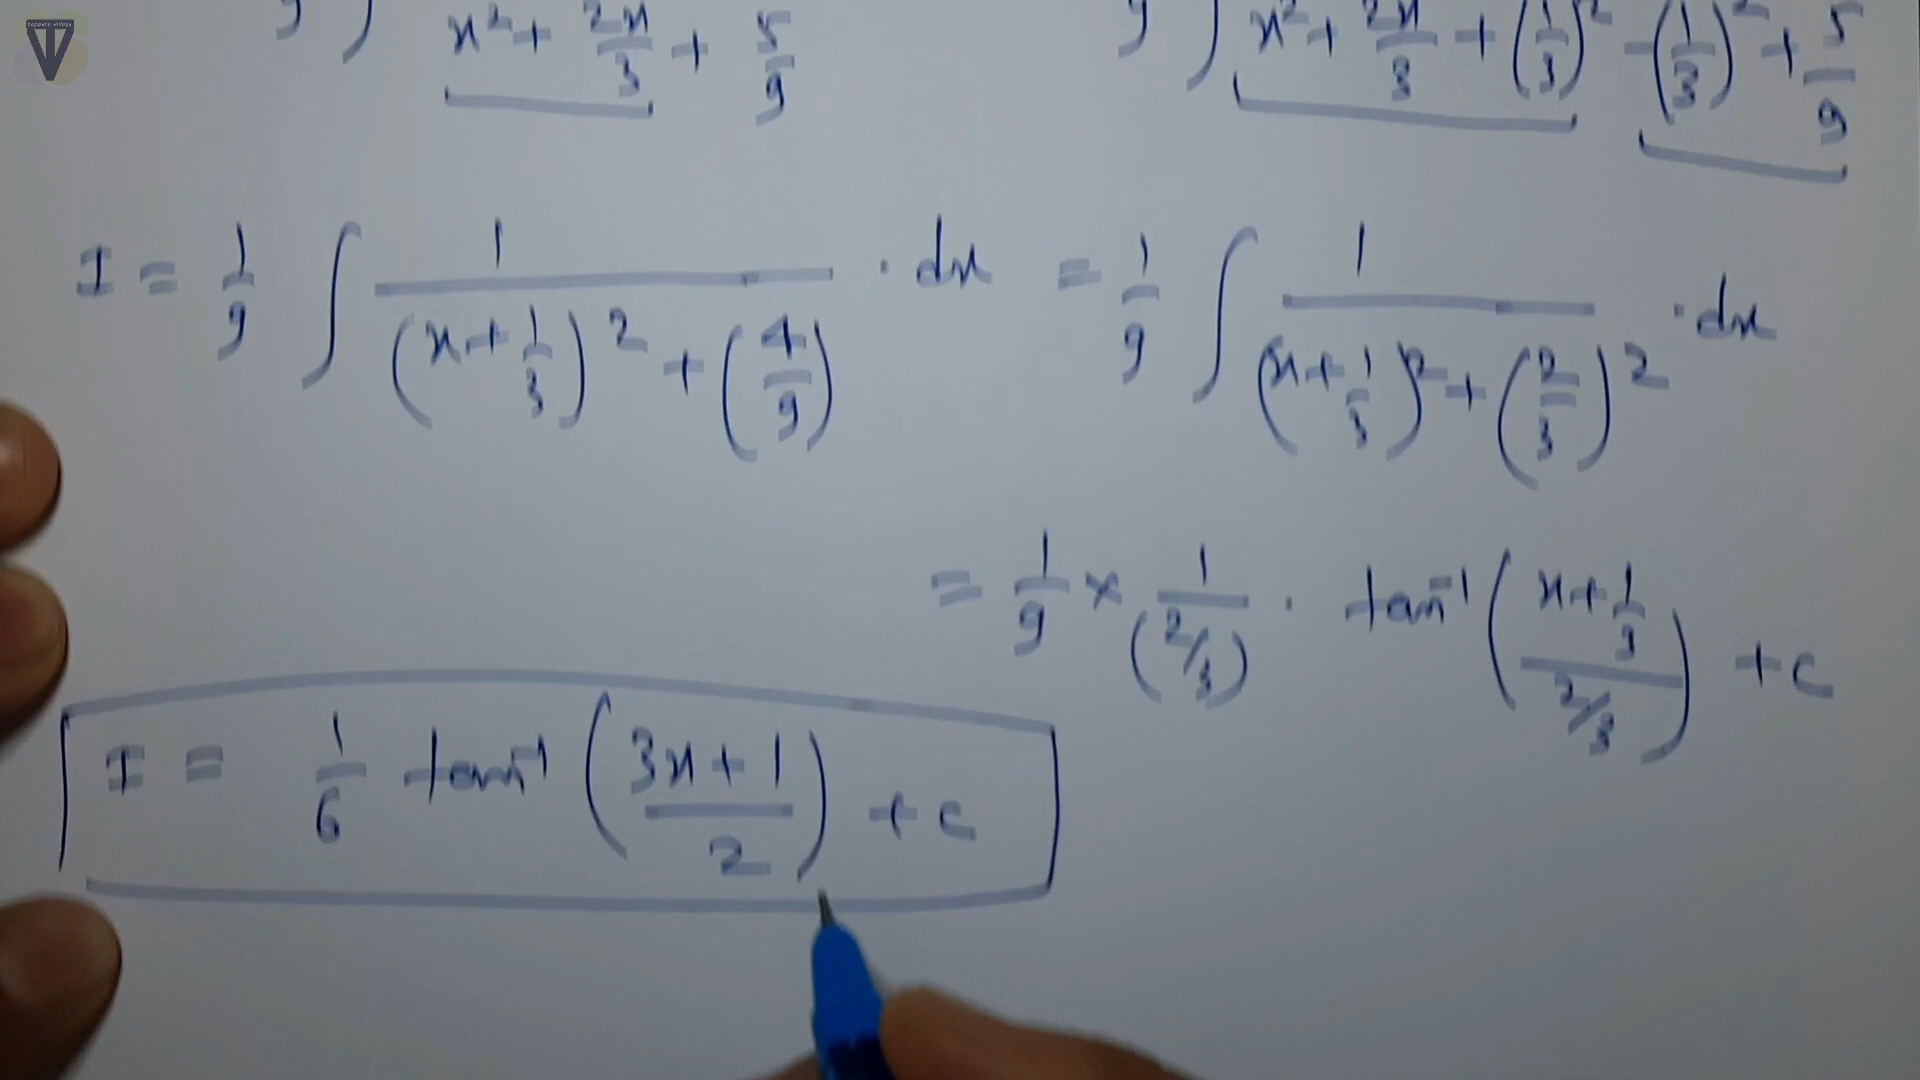 toppers village
9 ∫ x² + 2x/3 + 5/9 9 ∫ x² + 2x/3 + (1/3)² - (1/3)² + 5/9
I = 1/9 ∫ 1/((x + 1/3)² + (4/9)) · dx = 1/9 ∫ 1/((x + 1/3)² + (2/3)²) · dx
= 1/9 × 1/(2/3) · tan⁻¹ ((x + 1/3)/(2/3)) + c
I = 1/6 tan⁻¹ ((3x + 1)/2) + c